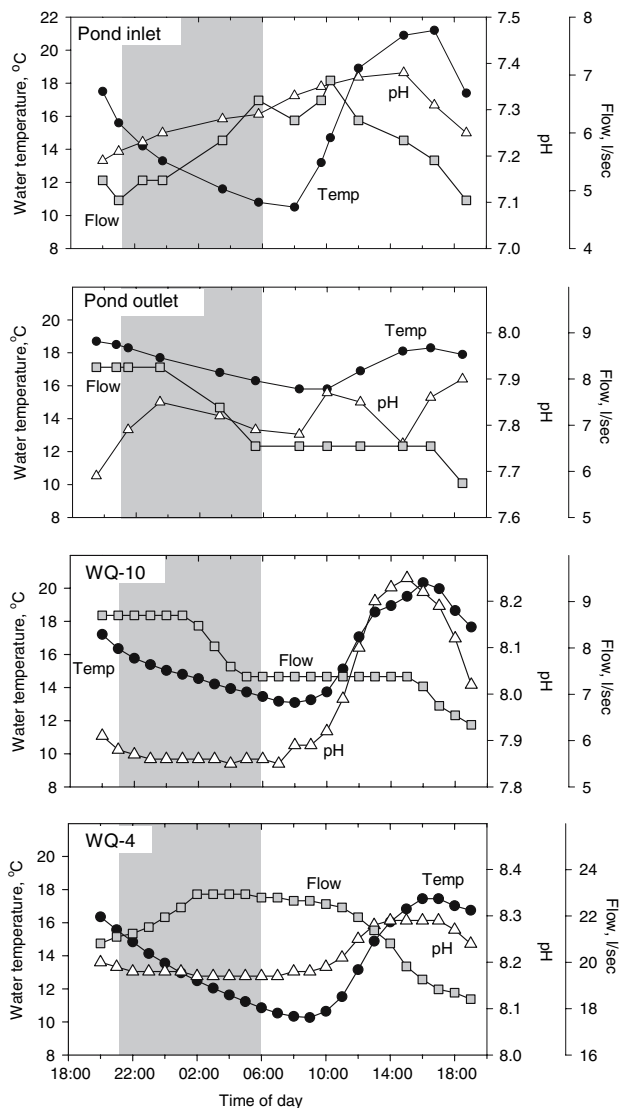 Pond inlet
Water temperature, °C
22
20
18
16
14
12
10
8
Flow
Temp
pH
7.5
7.4
7.3
7.2
7.1
7.0
pH
8
7
6
5
4
Flow, l/sec
Pond outlet
Water temperature,°C
20
18
16
14
12
10
8
Flow
Temp
pH
8.0
7.9
7.8
7.7
7.6
pH
9
8
7
6
5
Flow, l/sec
WQ-10
Water temperature, °C
20
18
16
14
12
10
8
Temp
Flow
pH
8.2
8.1
8.0
7.9
7.8
pH
9
8
7
6
5
Flow, l/sec
WQ-4
Water temperature, °C
20
18
16
14
12
10
8
Flow
Temp
pH
8.4
8.3
8.2
8.1
8.0
pH
24
22
20
18
16
Flow, l/sec
18:00 22:00 02:00 06:00 10:00 14:00 18:00
Time of day